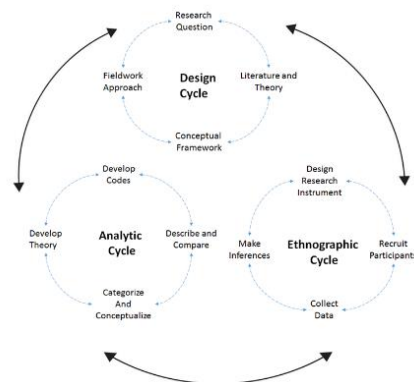 Research
Question
Fieldwork
Approach
Design
Cycle
Literature and
Theory
Conceptual
Framework
Develop
Codes
Develop
Theory
Analytic
Cycle
Describe and
Compare
Categorize
And
Conceptualize
Design
Research
Instrument
Make
Inferences
Ethnographic
Cycle
Recruit
Participants
Collect
Data